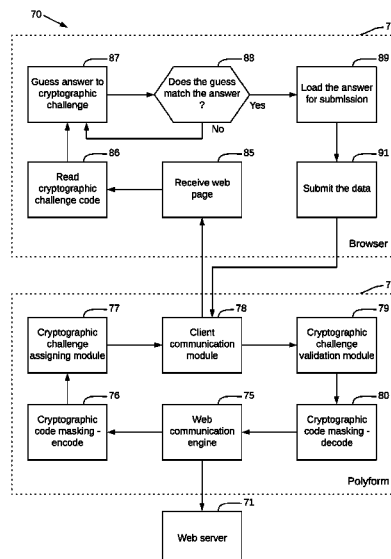 70
7
87
88
89
Guess answer to
cryptographic
challenge
Does the guess
match the answer
?
Yes
No
Load the answer
for submission
86
85
91
Read
cryptographic
challenge code
Receive web
page
Submit the data
Browser
7
77
78
79
Cryptographic
challenge
assigning module
Client
communication
module
Cryptographic
challenge
validation module
76
75
80
Cryptographic
code masking -
encode
Web
communication
engine
Cryptographic
code masking -
decode
Polyform
71
Web server